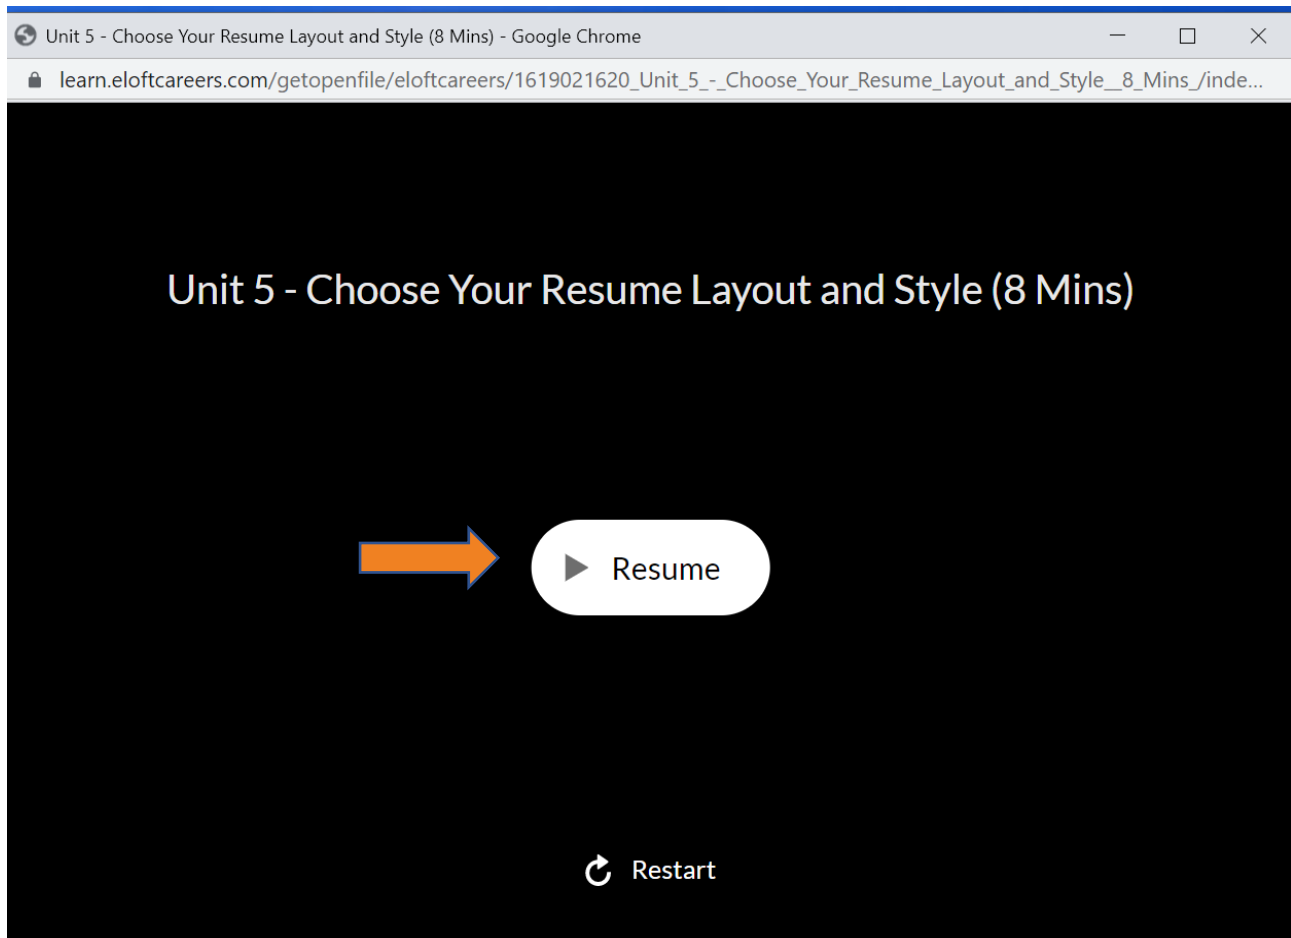 Unit 5 - Choose Your Resume Layout and Style (8 Mins) - Google Chrome
learn.eloftcareers.com/getopenfile/eloftcareers/1619021620_Unit_5_-_Choose_Your_Resume_Layout_and_Style__8_Mins_/inde...
Unit 5 - Choose Your Resume Layout and Style (8 Mins)
Resume
Restart